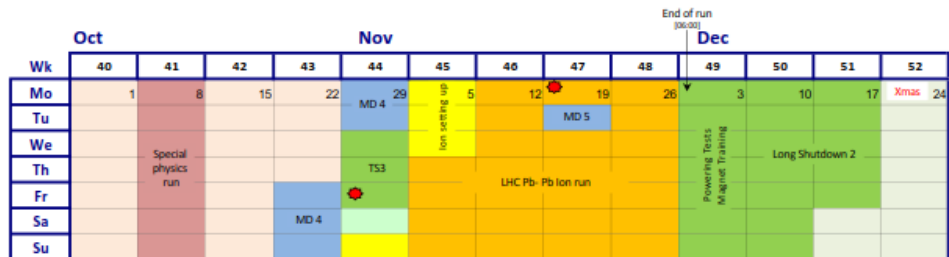 End of run
[06:00]
Oct Nov Dec
Wk 40 41 42 43 44 45 46 47 48 49 50 51 52
Mo 1 8 15 22 29 5 12 19 26 3 10 17 Xmas 24
MD 4
Tu MD 5
Ion setting up
We
Special
physics
run
Th TS3 LHC Pb- Pb Ion run
Powering Tests
Magnet Training
Long Shutdown 2
Fr
Sa MD 4
Su